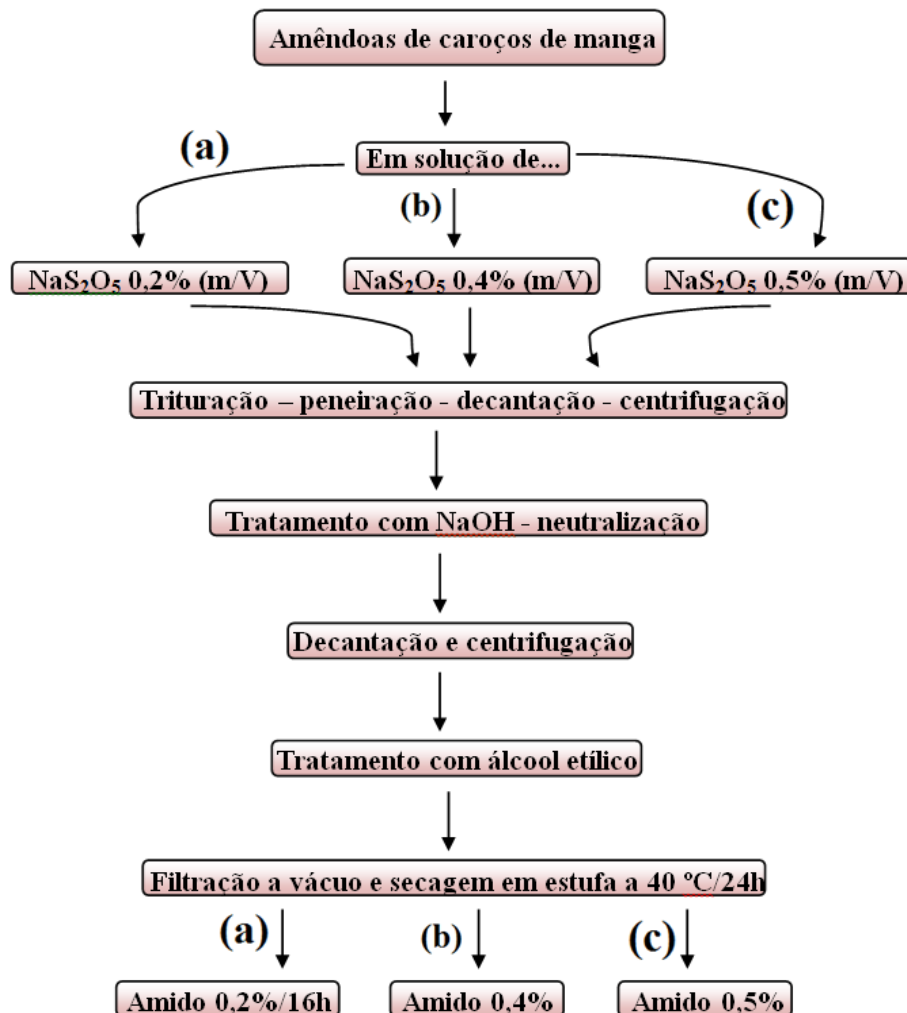 Amêndoas de caroços de manga
(a)
Em solução de...
(b)
(c)
NaS₂O₅ 0,2% (m/V)
NaS₂O₅ 0,4% (m/V)
NaS₂O₅ 0,5% (m/V)
Trituração – peneiração - decantação - centrifugação
Tratamento com NaOH - neutralização
Decantação e centrifugação
Tratamento com álcool etílico
Filtração a vácuo e secagem em estufa a 40 ºC/24h
(a)
(b)
(c)
Amido 0,2%/16h
Amido 0,4%
Amido 0,5%